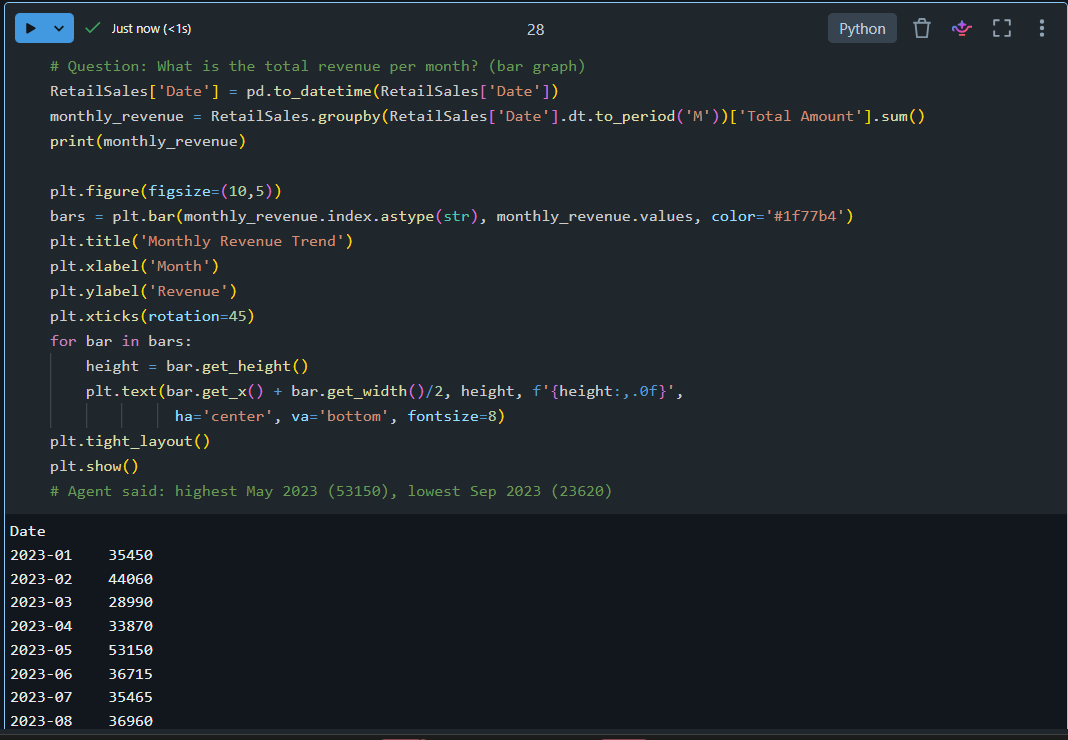 Just now (<1s)
28
Python
# Question: What is the total revenue per month? (bar graph)
RetailSales['Date'] = pd.to_datetime(RetailSales['Date'])
monthly_revenue = RetailSales.groupby(RetailSales['Date'].dt.to_period('M'))['Total Amount'].sum()
print(monthly_revenue)
plt.figure(figsize=(10,5))
bars = plt.bar(monthly_revenue.index.astype(str), monthly_revenue.values, color='#1f77b4')
plt.title('Monthly Revenue Trend')
plt.xlabel('Month')
plt.ylabel('Revenue')
plt.xticks(rotation=45)
for bar in bars:
    height = bar.get_height()
    plt.text(bar.get_x() + bar.get_width()/2, height, f'{height:,.0f}',
              ha='center', va='bottom', fontsize=8)
plt.tight_layout()
plt.show()
# Agent said: highest May 2023 (53150), lowest Sep 2023 (23620)
Date
2023-01    35450
2023-02    44060
2023-03    28990
2023-04    33870
2023-05    53150
2023-06    36715
2023-07    35465
2023-08    36960